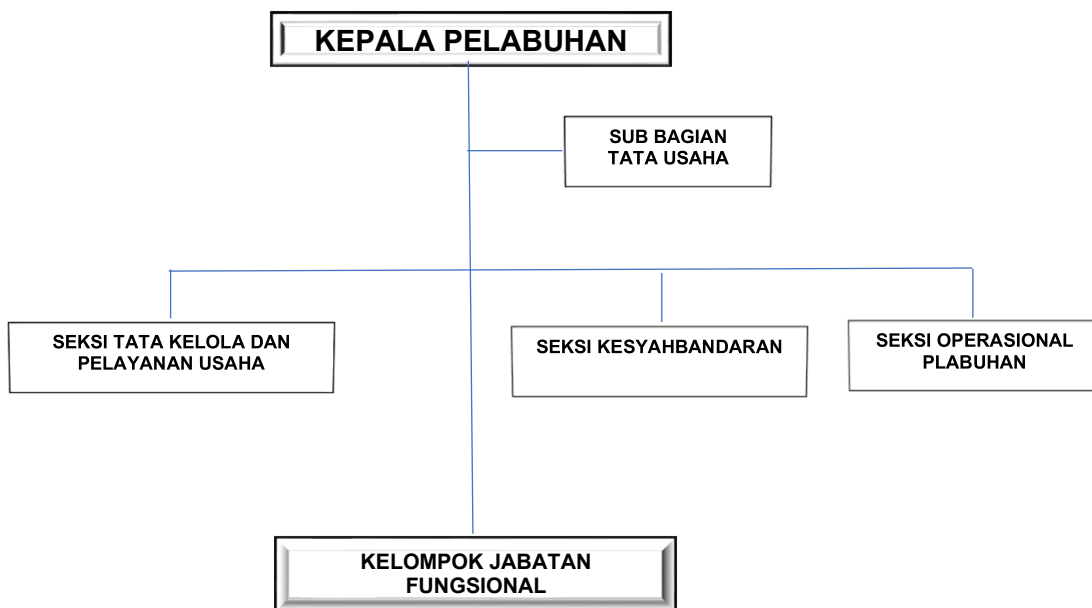 KEPALA PELABUHAN
SUB BAGIAN
TATA USAHA
SEKSI TATA KELOLA DAN
PELAYANAN USAHA
SEKSI KESYAHBANDARAN
SEKSI OPERASIONAL
PLABUHAN
KELOMPOK JABATAN
FUNGSIONAL